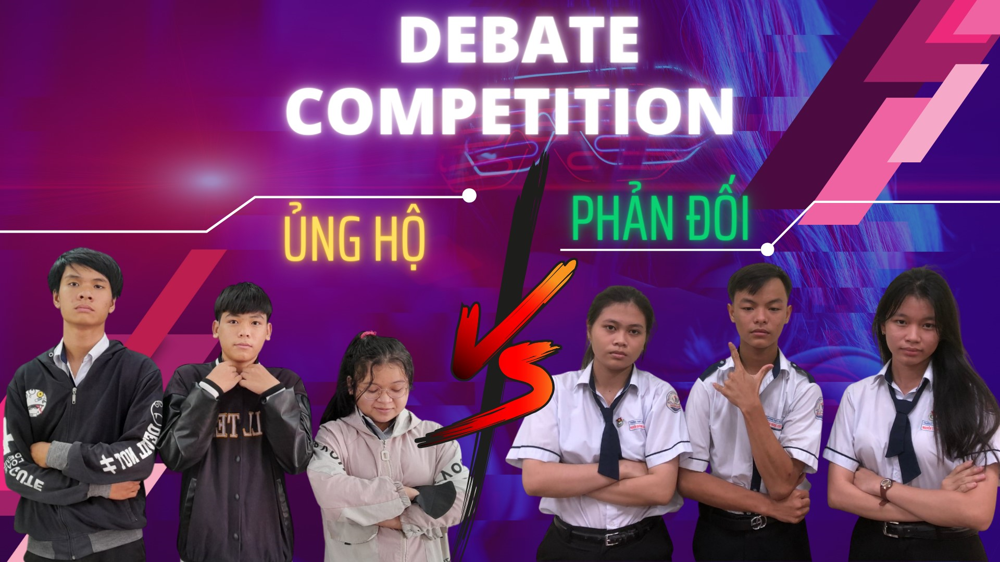 DEBATE
COMPETITION
ỦNG HỘ
PHẢN ĐỐI
VS